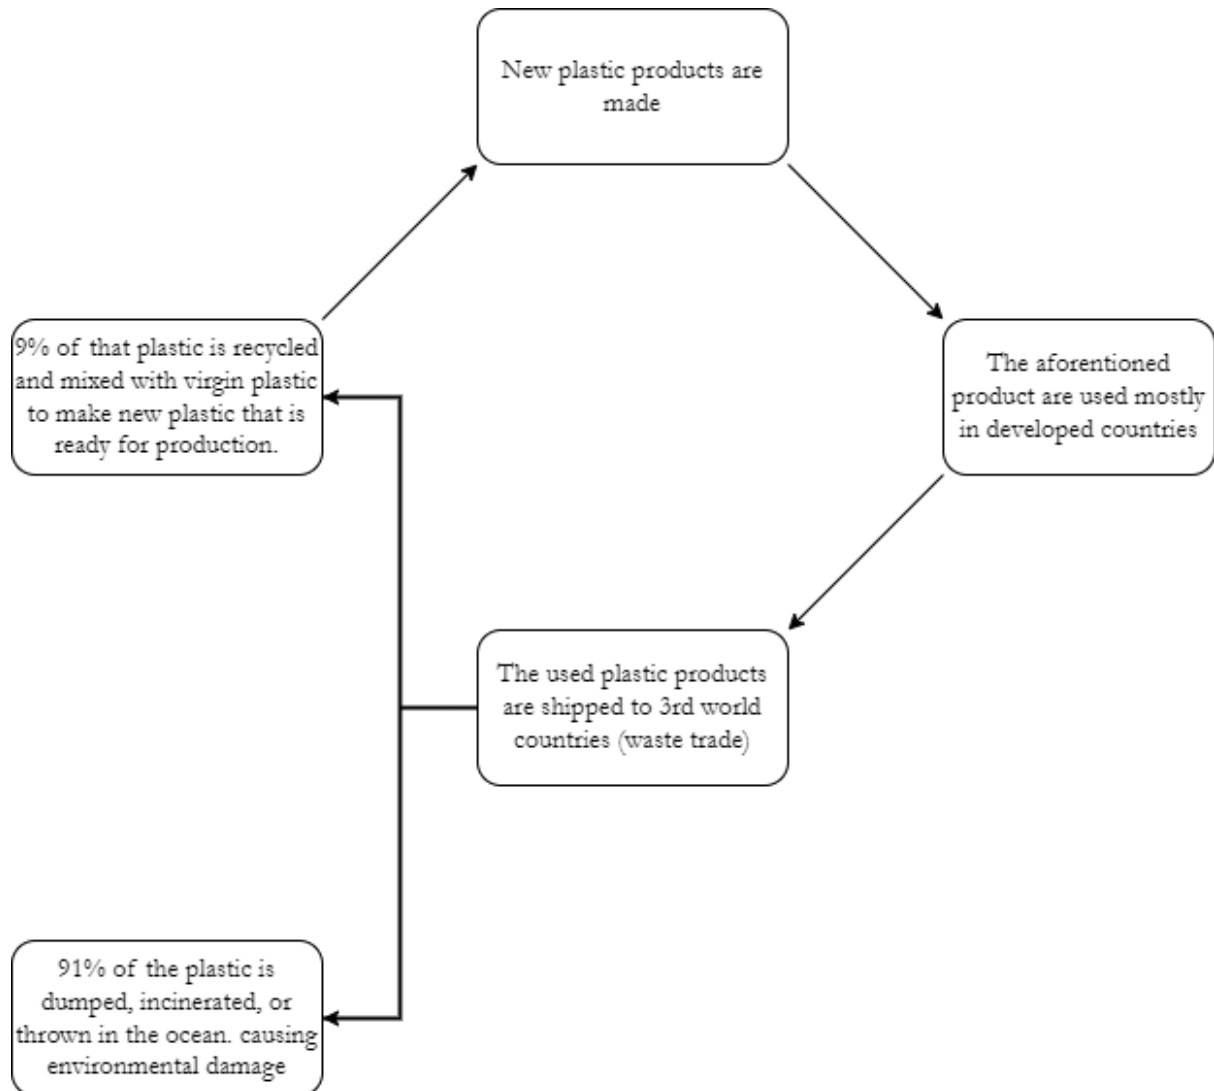 New plastic products are
made
9% of that plastic is recycled
and mixed with virgin plastic
to make new plastic that is
ready for production.
The aforentioned
product are used mostly
in developed countries
The used plastic products
are shipped to 3rd world
countries (waste trade)
91% of the plastic is
dumped, incinerated, or
thrown in the ocean. causing
environmental damage